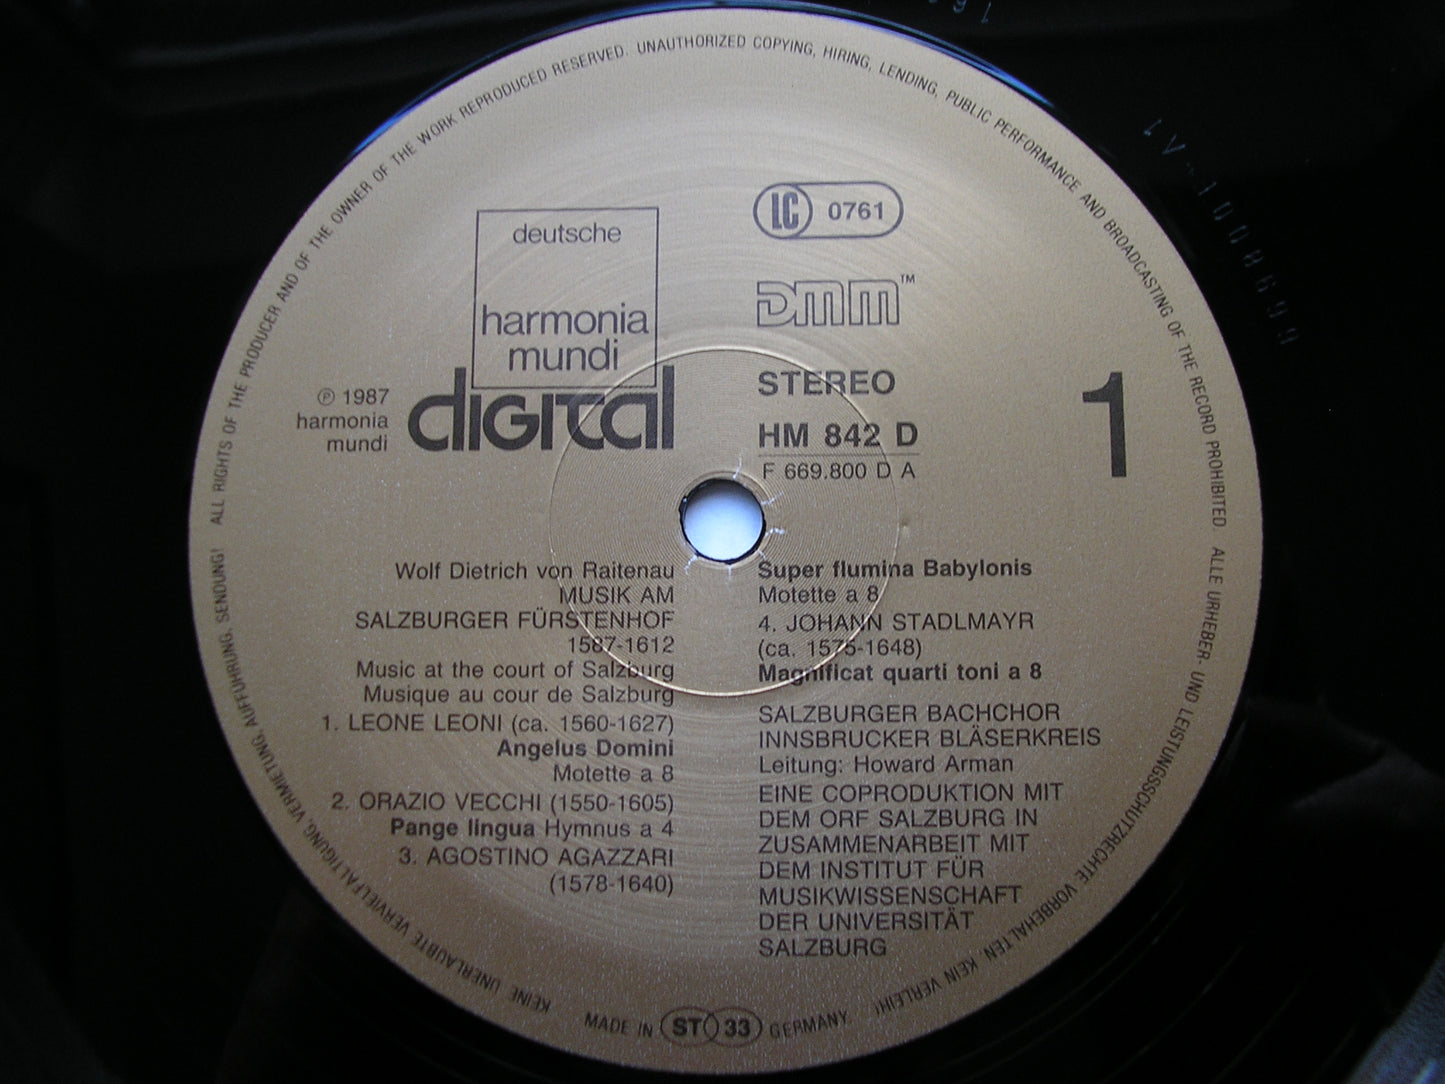 ALL RIGHTS OF THE PRODUCER AND OF THE OWNER OF THE WORK REPRODUCED RESERVED. UNAUTHORIZED COPYING, HIRING, LENDING, PUBLIC PERFORMANCE AND BROADCASTING OF THE RECORD PROHIBITED.
ALLE URHEBER- UND LEISTUNGSSCHUTZRECHTE VORBEHALTEN. KEIN VERLEIH! KEINE UNERLAUBTE VERVIELFÄLTIGUNG, VERMIETUNG, AUFFÜHRUNG, SENDUNG!
deutsche
harmonia
mundi
digital
℗ 1987
harmonia
mundi
LC 0761
DMM™
STEREO
HM 842 D
F 669.800 D A
1
Wolf Dietrich von Raitenau
MUSIK AM
SALZBURGER FÜRSTENHOF
1587-1612
Music at the court of Salzburg
Musique au cour de Salzburg
1. LEONE LEONI (ca. 1560-1627)
Angelus Domini
Motette a 8
2. ORAZIO VECCHI (1550-1605)
Pange lingua Hymnus a 4
3. AGOSTINO AGAZZARI
(1578-1640)
Super flumina Babylonis
Motette a 8
4. JOHANN STADLMAYR
(ca. 1575-1648)
Magnificat quarti toni a 8
SALZBURGER BACHCHOR
INNSBRUCKER BLÄSERKREIS
Leitung: Howard Arman
EINE COPRODUKTION MIT
DEM ORF SALZBURG IN
ZUSAMMENARBEIT MIT
DEM INSTITUT FÜR
MUSIKWISSENSCHAFT
DER UNIVERSITÄT
SALZBURG
MADE IN ST 33 GERMANY